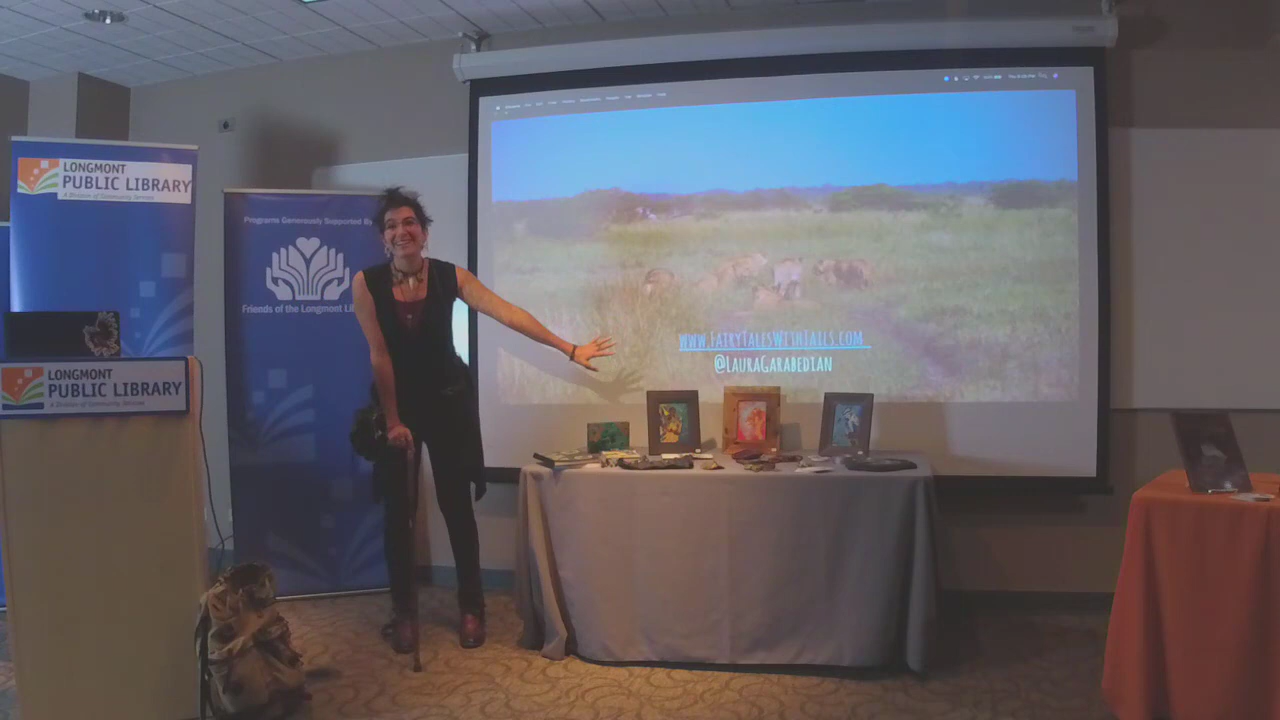 LONGMONT
PUBLIC LIBRARY
A Division of Community Services
Programs Generously Supported By
Friends of the Longmont
LONGMONT
PUBLIC LIBRARY
A Division of Community Services
www.FairyTalesWithTails.com
@LauraGarabedian